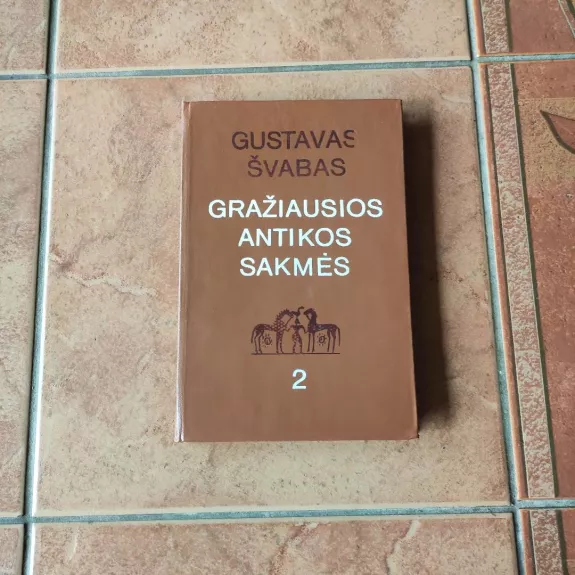 GUSTAVAS
ŠVABAS
GRAŽIAUSIOS
ANTIKOS
SAKMĖS
2